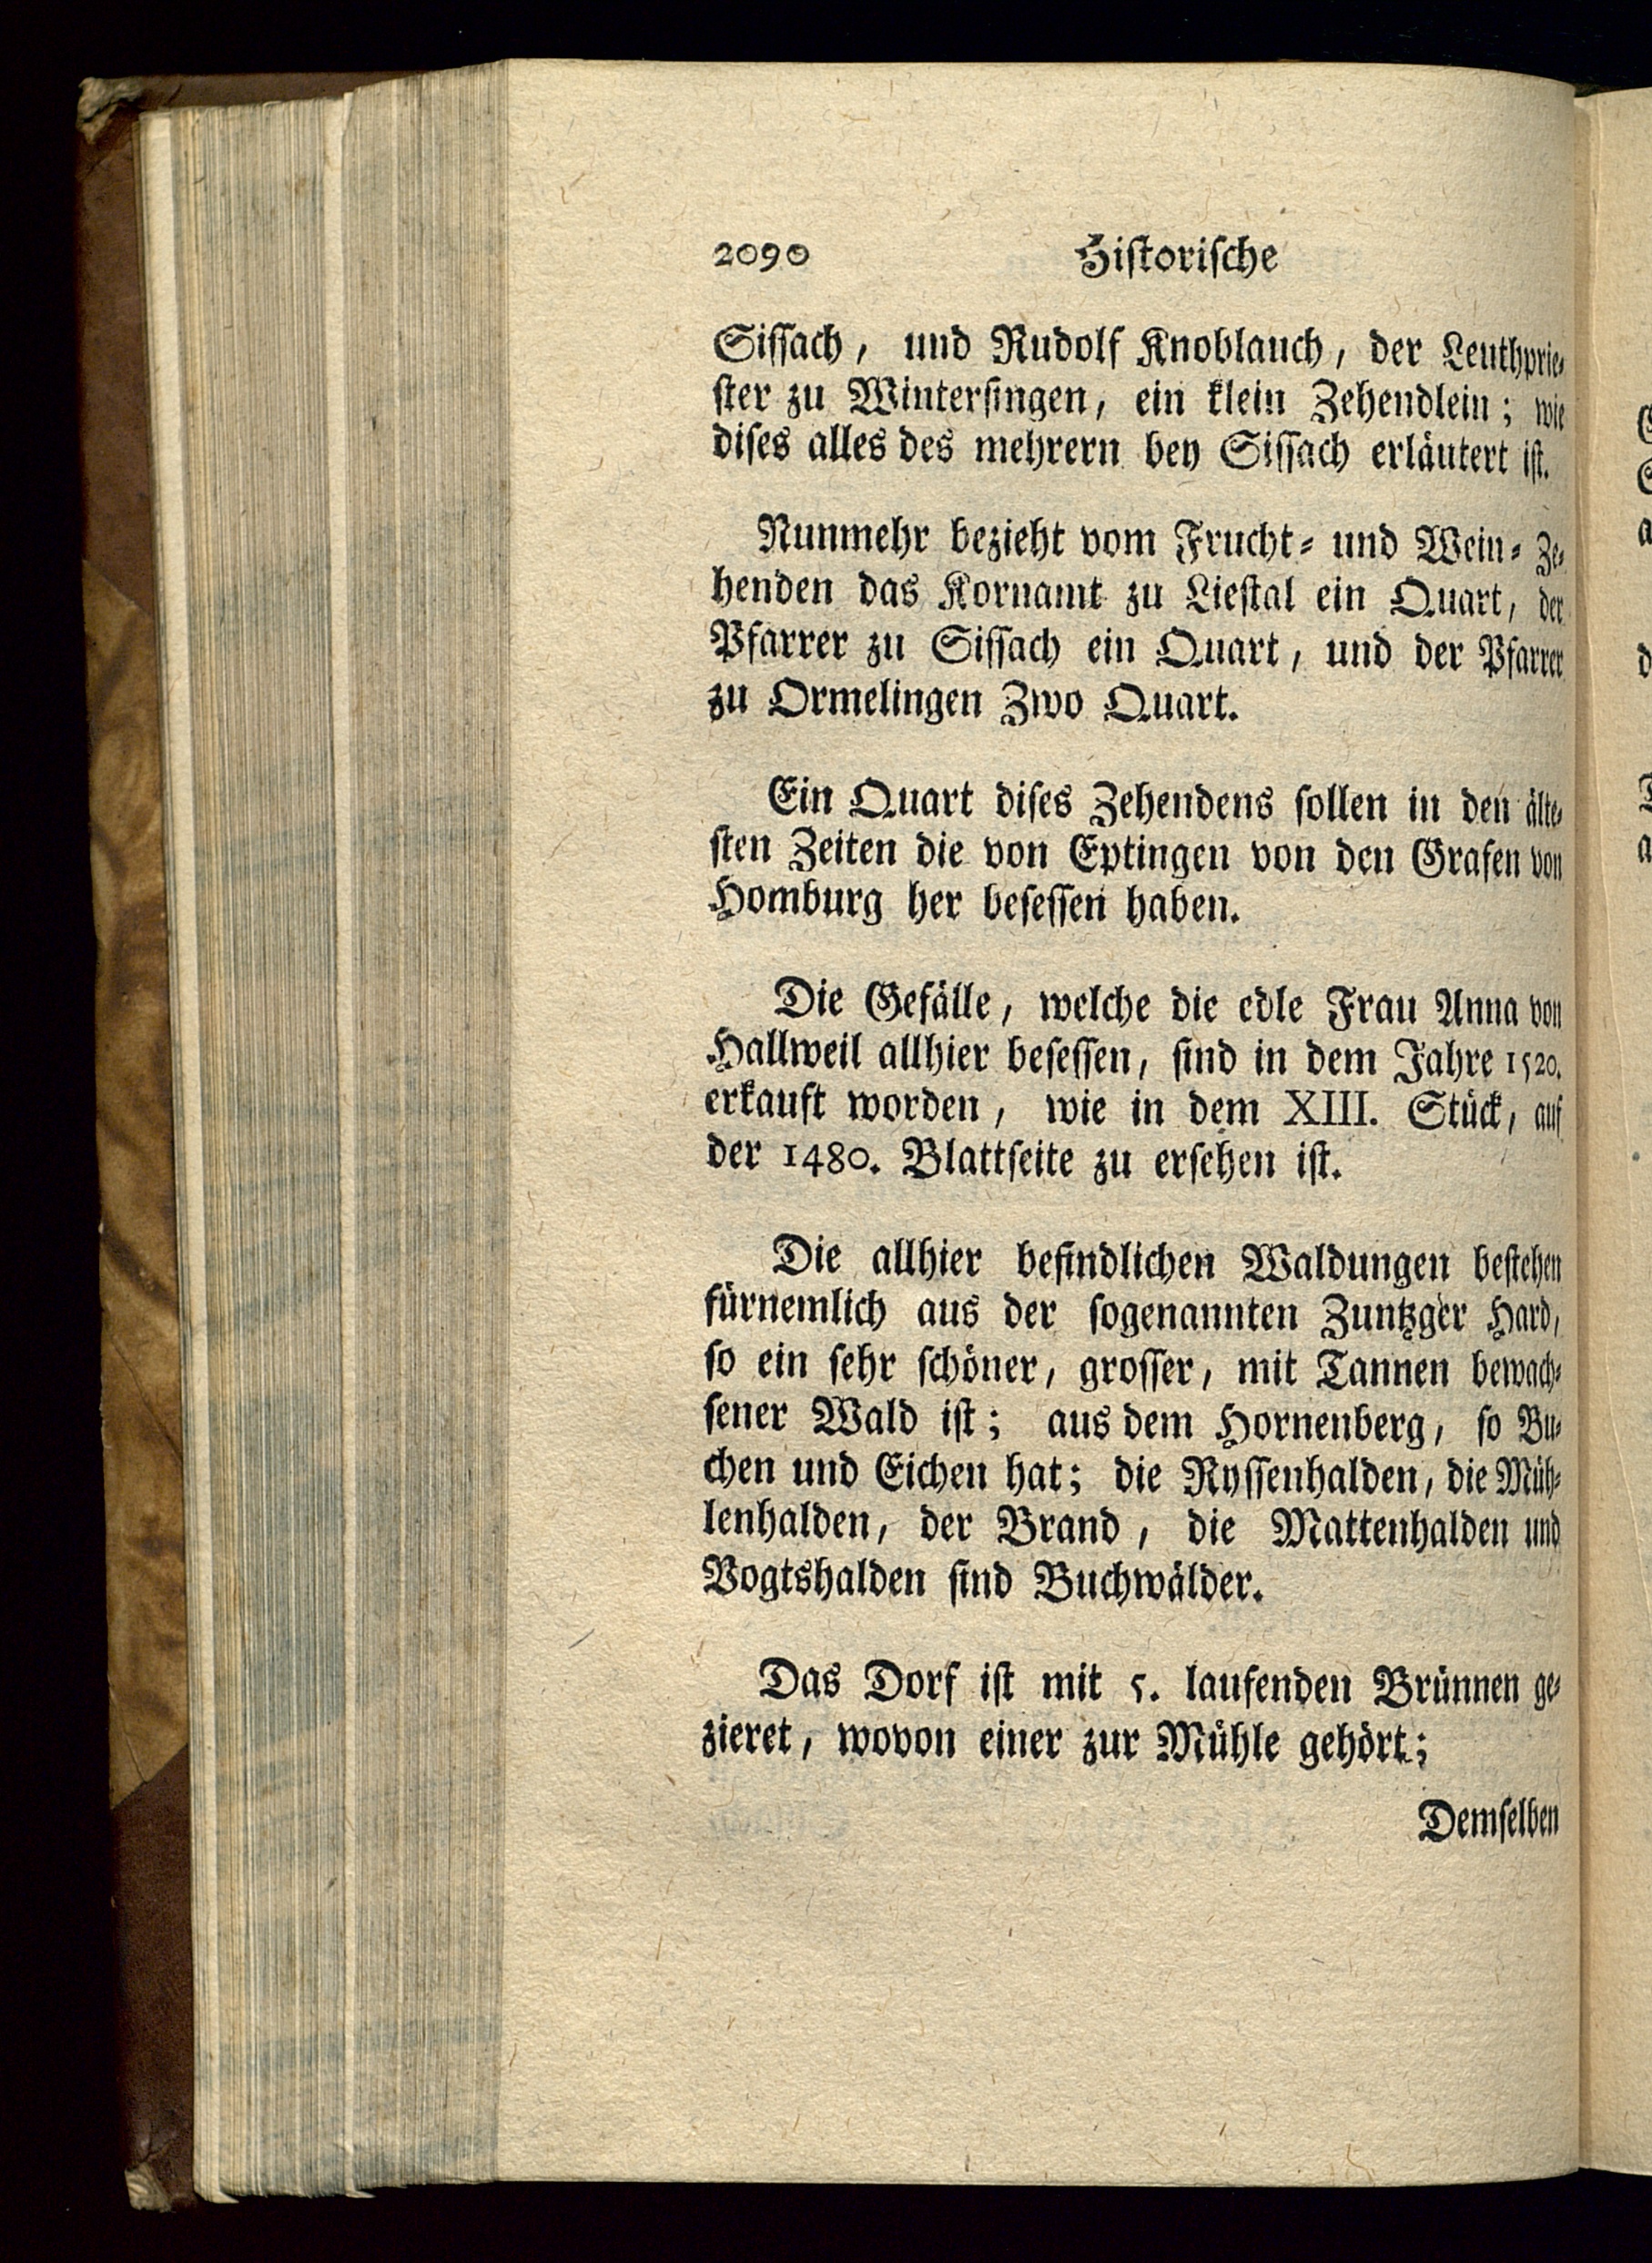 2090 Historische
Sissach, und Rudolf Knoblauch, der Leuthprie-
ster zu Wintersingen, ein klein Zehendlein; wie
dises alles des mehrern bey Sissach erläutert ist.
Nunmehr bezieht vom Frucht- und Wein-Ze-
henden das Kornamt zu Liestal ein Quart, der
Pfarrer zu Sissach ein Quart, und der Pfarrer
zu Ormelingen Zwo Quart.
Ein Quart dises Zehendens sollen in den älte-
sten Zeiten die von Eptingen von den Grafen von
Homburg her besessen haben.
Die Gefälle, welche die edle Frau Anna von
Hallweil allhier besessen, sind in dem Jahre 1520.
erkauft worden, wie in dem XIII. Stück, auf
der 1480. Blattseite zu ersehen ist.
Die allhier befindlichen Waldungen bestehen
fürnemlich aus der sogenannten Zuntzger Hard,
so ein sehr schöner, grosser, mit Tannen bewach-
sener Wald ist; aus dem Hornenberg, so Bu-
chen und Eichen hat; die Ryssenhalden, die Müh-
lenhalden, der Brand, die Mattenhalden und
Vogtshalden sind Buchwälder.
Das Dorf ist mit 5. laufenden Brünnen ge-
zieret, wovon einer zur Mühle gehört;
Demselben